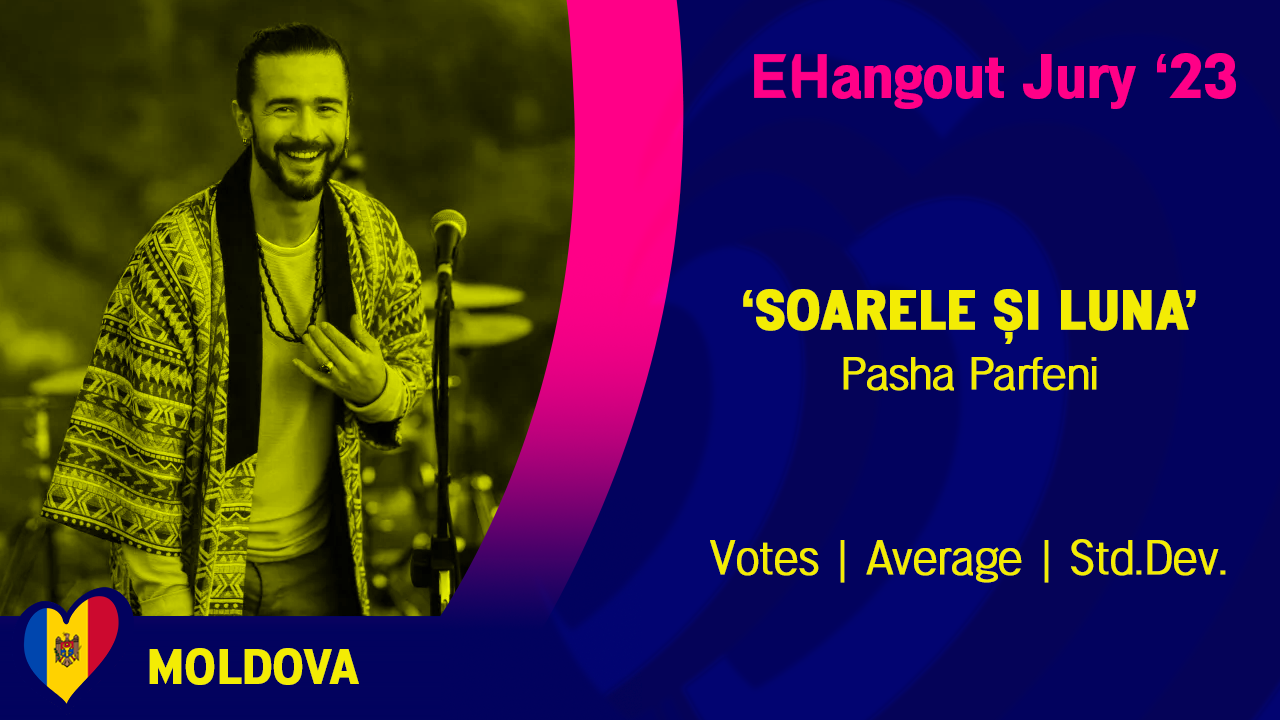 EHangout Jury ‘23
‘SOARELE ȘI LUNA’
Pasha Parfeni
Votes | Average | Std.Dev.
MOLDOVA